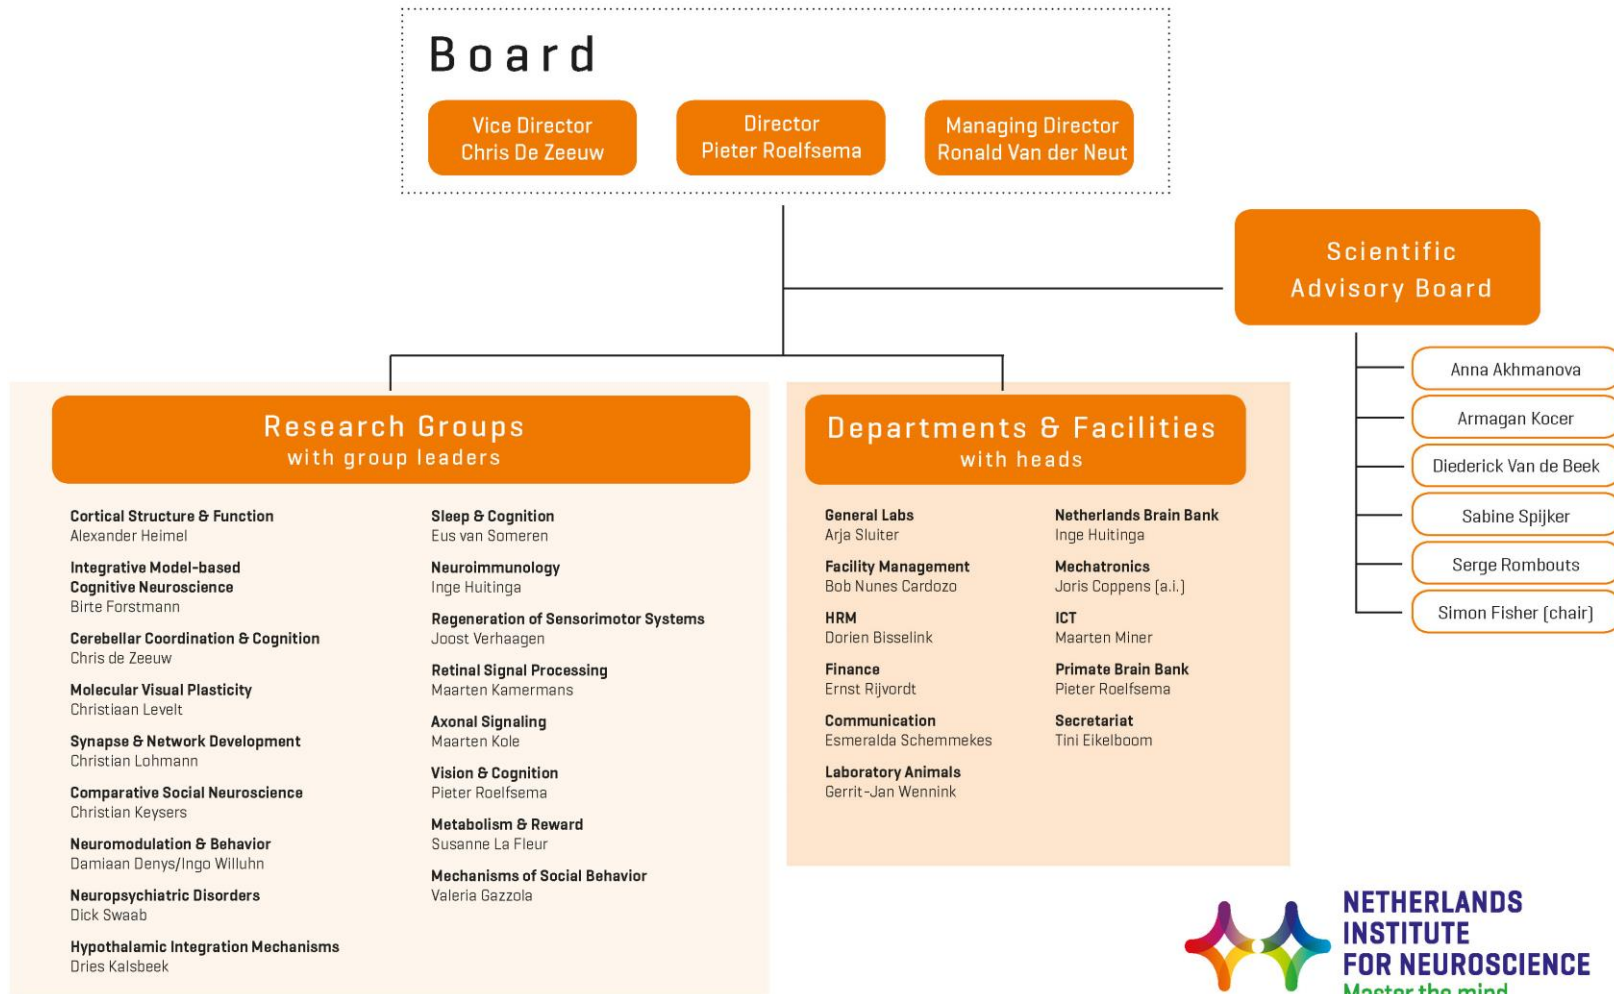 Board
Vice Director
Chris De Zeeuw
Director
Pieter Roelfsema
Managing Director
Ronald Van der Neut
Scientific
Advisory Board
Anna Akhmanova
Armagan Kocer
Diederick Van de Beek
Sabine Spijker
Serge Rombouts
Simon Fisher (chair)
Research Groups
with group leaders
Cortical Structure & Function
Alexander Heimel
Integrative Model-based
Cognitive Neuroscience
Birte Forstmann
Cerebellar Coordination & Cognition
Chris de Zeeuw
Molecular Visual Plasticity
Christiaan Levelt
Synapse & Network Development
Christian Lohmann
Comparative Social Neuroscience
Christian Keysers
Neuromodulation & Behavior
Damiaan Denys/Ingo Willuhn
Neuropsychiatric Disorders
Dick Swaab
Hypothalamic Integration Mechanisms
Dries Kalsbeek
Sleep & Cognition
Eus van Someren
Neuroimmunology
Inge Huitinga
Regeneration of Sensorimotor Systems
Joost Verhaagen
Retinal Signal Processing
Maarten Kamermans
Axonal Signaling
Maarten Kole
Vision & Cognition
Pieter Roelfsema
Metabolism & Reward
Susanne La Fleur
Mechanisms of Social Behavior
Valeria Gazzola
Departments & Facilities
with heads
General Labs
Arja Sluiter
Facility Management
Bob Nunes Cardozo
HRM
Dorien Bisselink
Finance
Ernst Rijvordt
Communication
Esmeralda Schemmekes
Laboratory Animals
Gerrit-Jan Wennink
Netherlands Brain Bank
Inge Huitinga
Mechatronics
Joris Coppens (a.i.)
ICT
Maarten Miner
Primate Brain Bank
Pieter Roelfsema
Secretariat
Tini Eikelboom
NETHERLANDS
INSTITUTE
FOR NEUROSCIENCE
Master the mind